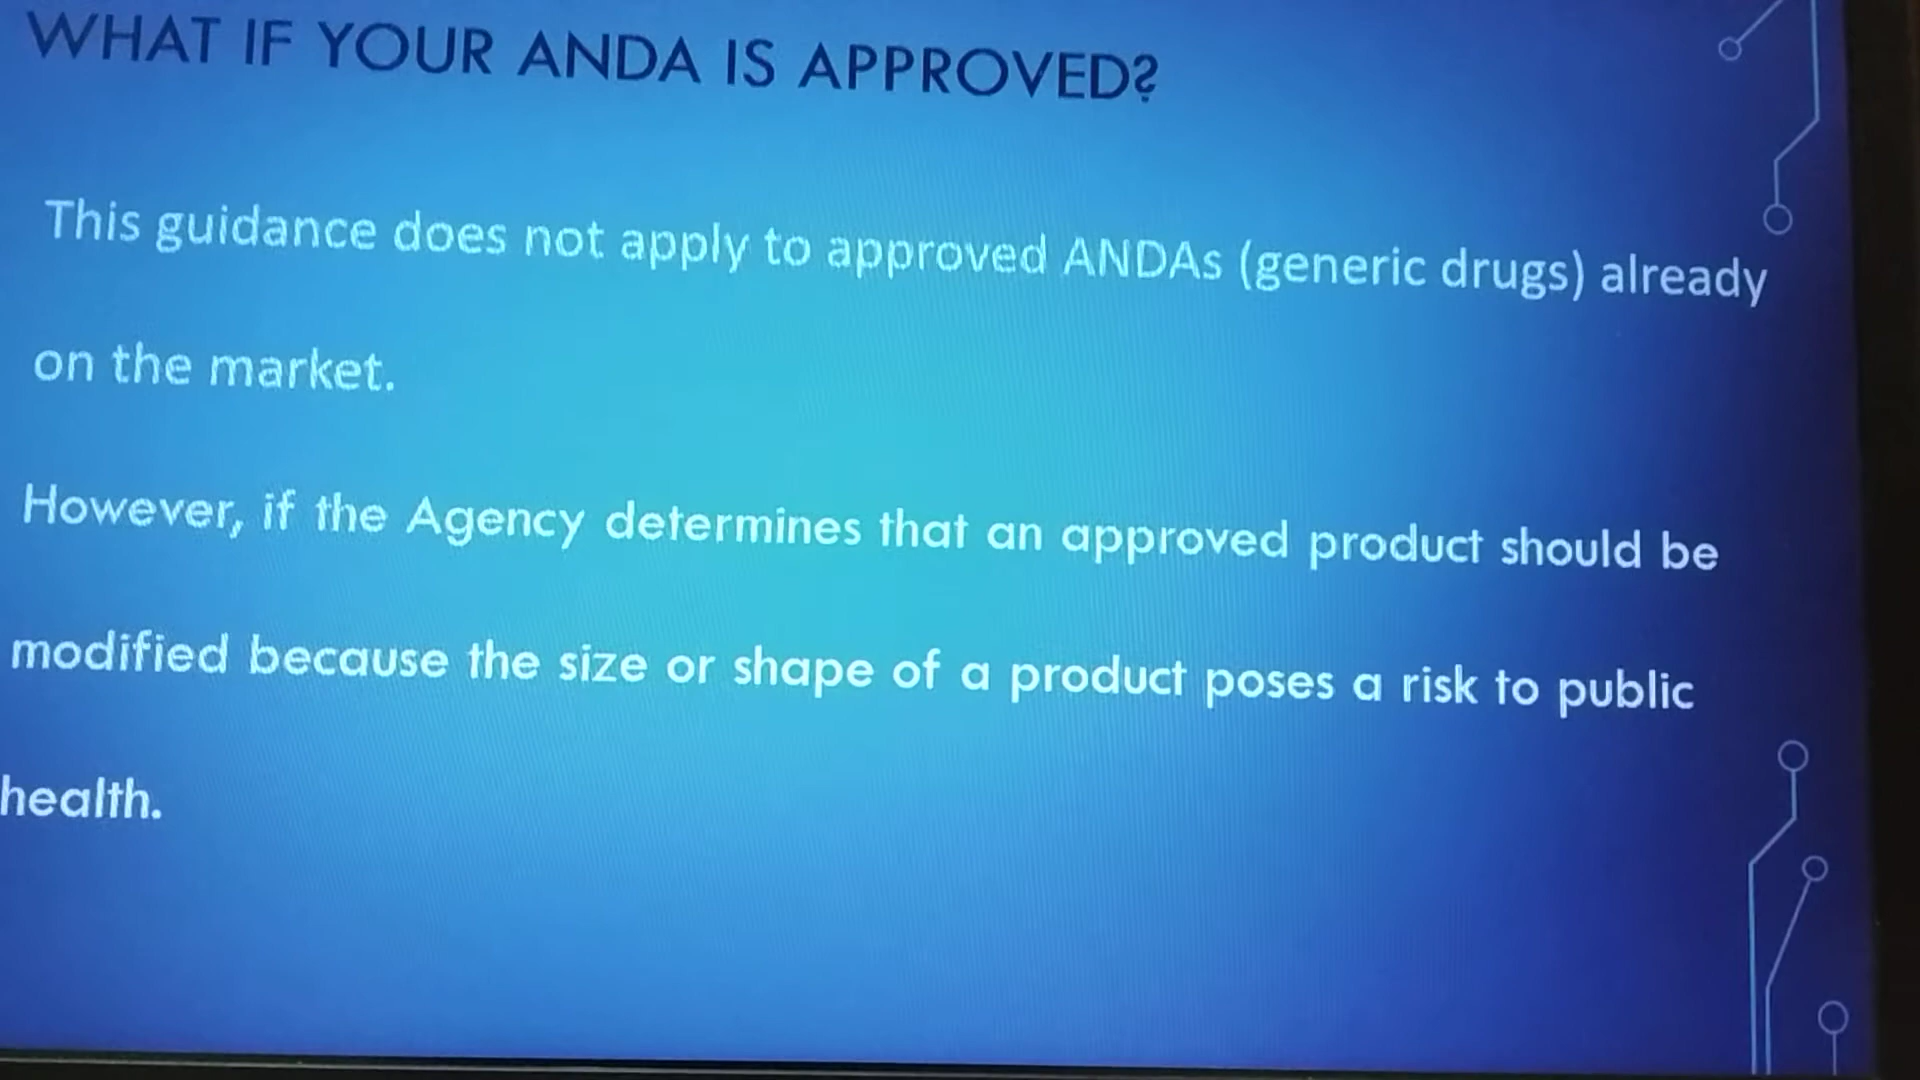 WHAT IF YOUR ANDA IS APPROVED?
This guidance does not apply to approved ANDAs (generic drugs) already
on the market.
However, if the Agency determines that an approved product should be
modified because the size or shape of a product poses a risk to public
health.